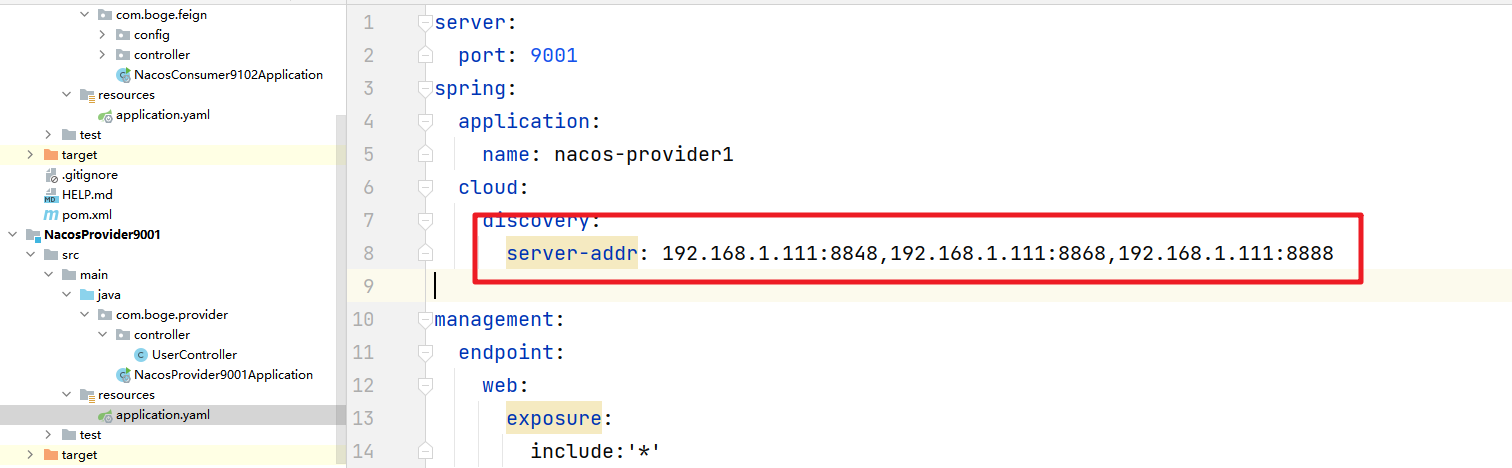 com.boge.feign
config
controller
NacosConsumer9102Application
resources
application.yaml
test
target
.gitignore
HELP.md
pom.xml
NacosProvider9001
src
main
java
com.boge.provider
controller
UserController
NacosProvider9001Application
resources
application.yaml
test
target
1 server:
2 port: 9001
3 spring:
4 application:
5 name: nacos-provider1
6 cloud:
7 discovery:
8 server-addr: 192.168.1.111:8848,192.168.1.111:8868,192.168.1.111:8888
9
10 management:
11 endpoint:
12 web:
13 exposure:
14 include:'*'